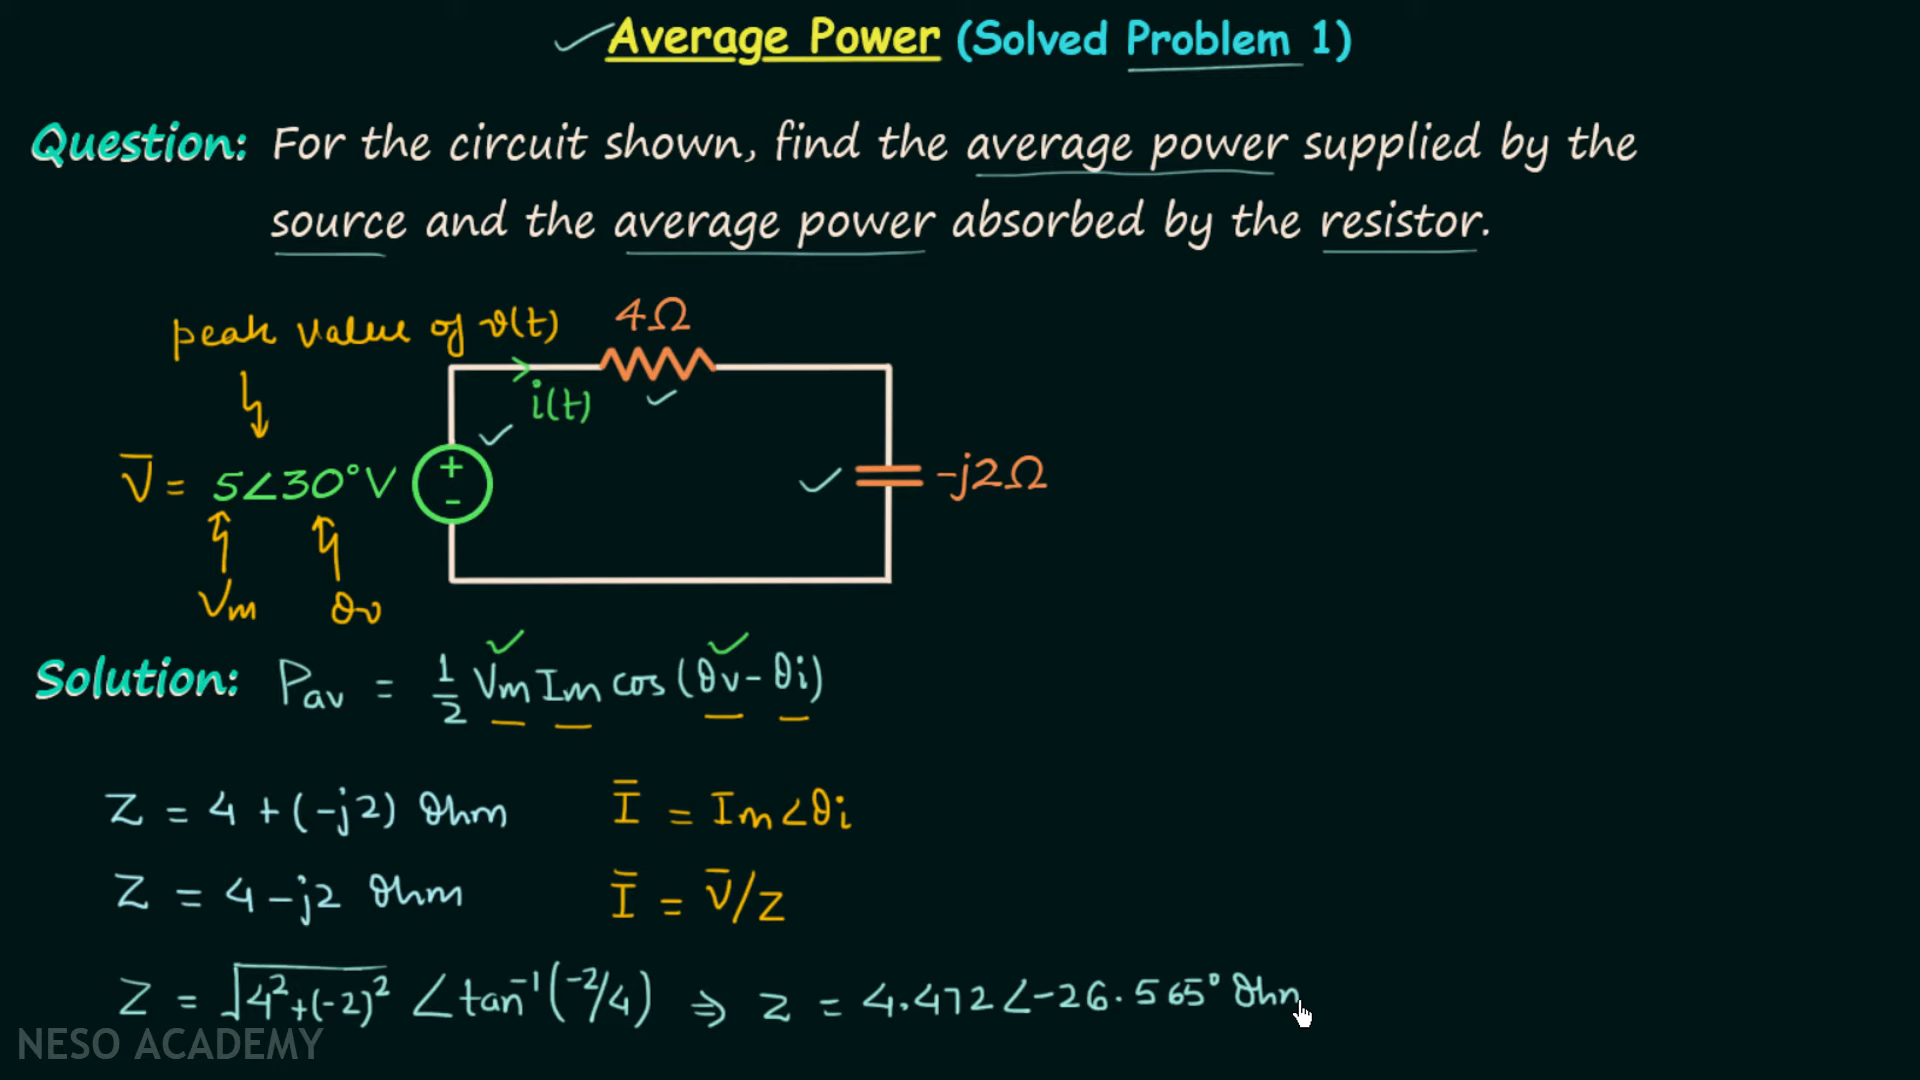 Average Power (Solved Problem 1)
Question: For the circuit shown, find the average power supplied by the
source and the average power absorbed by the resistor.
peak value of v(t)
4Ω
i(t)
V̅ = 5∠30°V
+
-
-j2Ω
Vm
θv
Solution: Pav = 1/2 Vm Im cos(θv - θi)
Z = 4 + (-j2) Ohm
I̅ = Im∠θi
Z = 4 - j2 Ohm
I̅ = V̅/Z
Z = √4²+(-2)² ∠tan⁻¹(-2/4) ⇒ Z = 4.472∠-26.565° Ohm
NESO ACADEMY